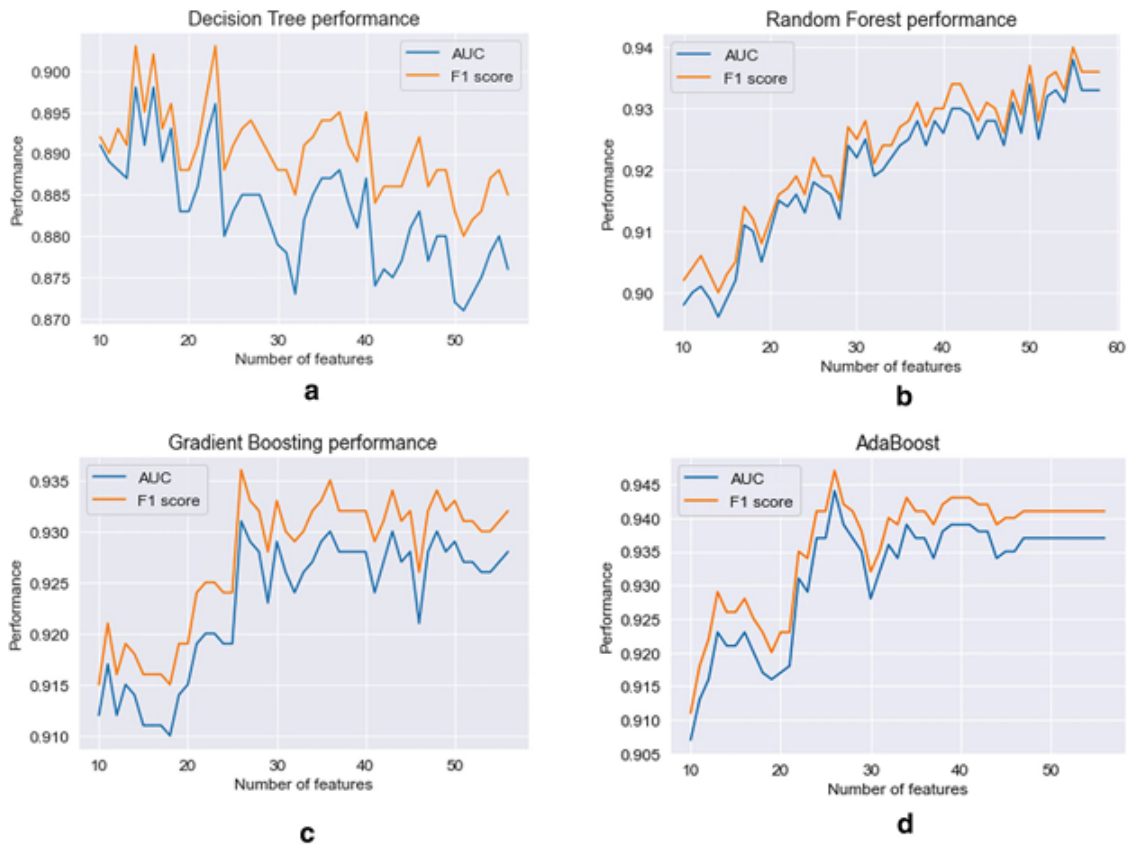 Decision Tree performance
AUC
F1 score
0.900
0.895
0.890
0.885
0.880
0.875
0.870
Performance
10 20 30 40 50
Number of features
a
Random Forest performance
AUC
F1 score
0.94
0.93
0.92
0.91
0.90
Performance
10 20 30 40 50 60
Number of features
b
Gradient Boosting performance
AUC
F1 score
0.935
0.930
0.925
0.920
0.915
0.910
Performance
10 20 30 40 50
Number of features
c
AdaBoost
AUC
F1 score
0.945
0.940
0.935
0.930
0.925
0.920
0.915
0.910
0.905
Performance
10 20 30 40 50
Number of features
d